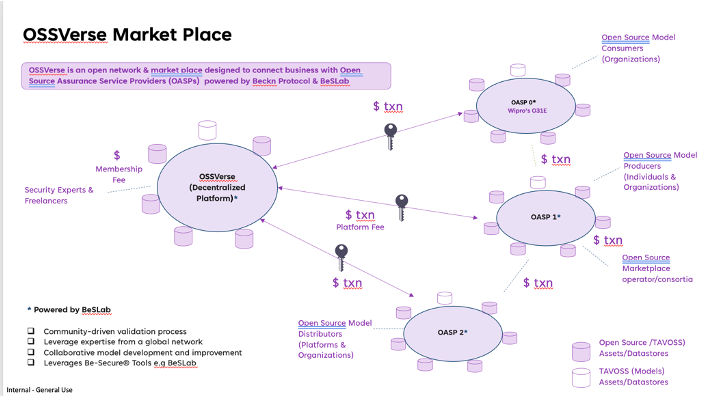 OSSVerse Market Place
OSSVerse is an open network & market place designed to connect business with Open
Source Assurance Service Providers (OASPs) powered by Beckn Protocol & BeSLab
Open Source Model
Consumers
(Organizations)
OASP 0*
Wipro's O31E
$ txn
$ txn
$
Membership
Fee
OSSVerse
(Decentralized
Platform)*
Security Experts &
Freelancers
Open Source Model
Producers
(Individuals &
Organizations)
OASP 1*
$ txn
Platform Fee
$ txn
Open Source
Marketplace
operator/consortia
$ txn
$ txn
* Powered by BeSLab
Community-driven validation process
Leverage expertise from a global network
Collaborative model development and improvement
Leverages Be-Secure® Tools e.g BeSLab
Open Source Model
Distributors
(Platforms &
Organizations)
OASP 2*
Open Source /TAVOSS)
Assets/Datastores
TAVOSS (Models)
Assets/Datastores
Internal - General Use